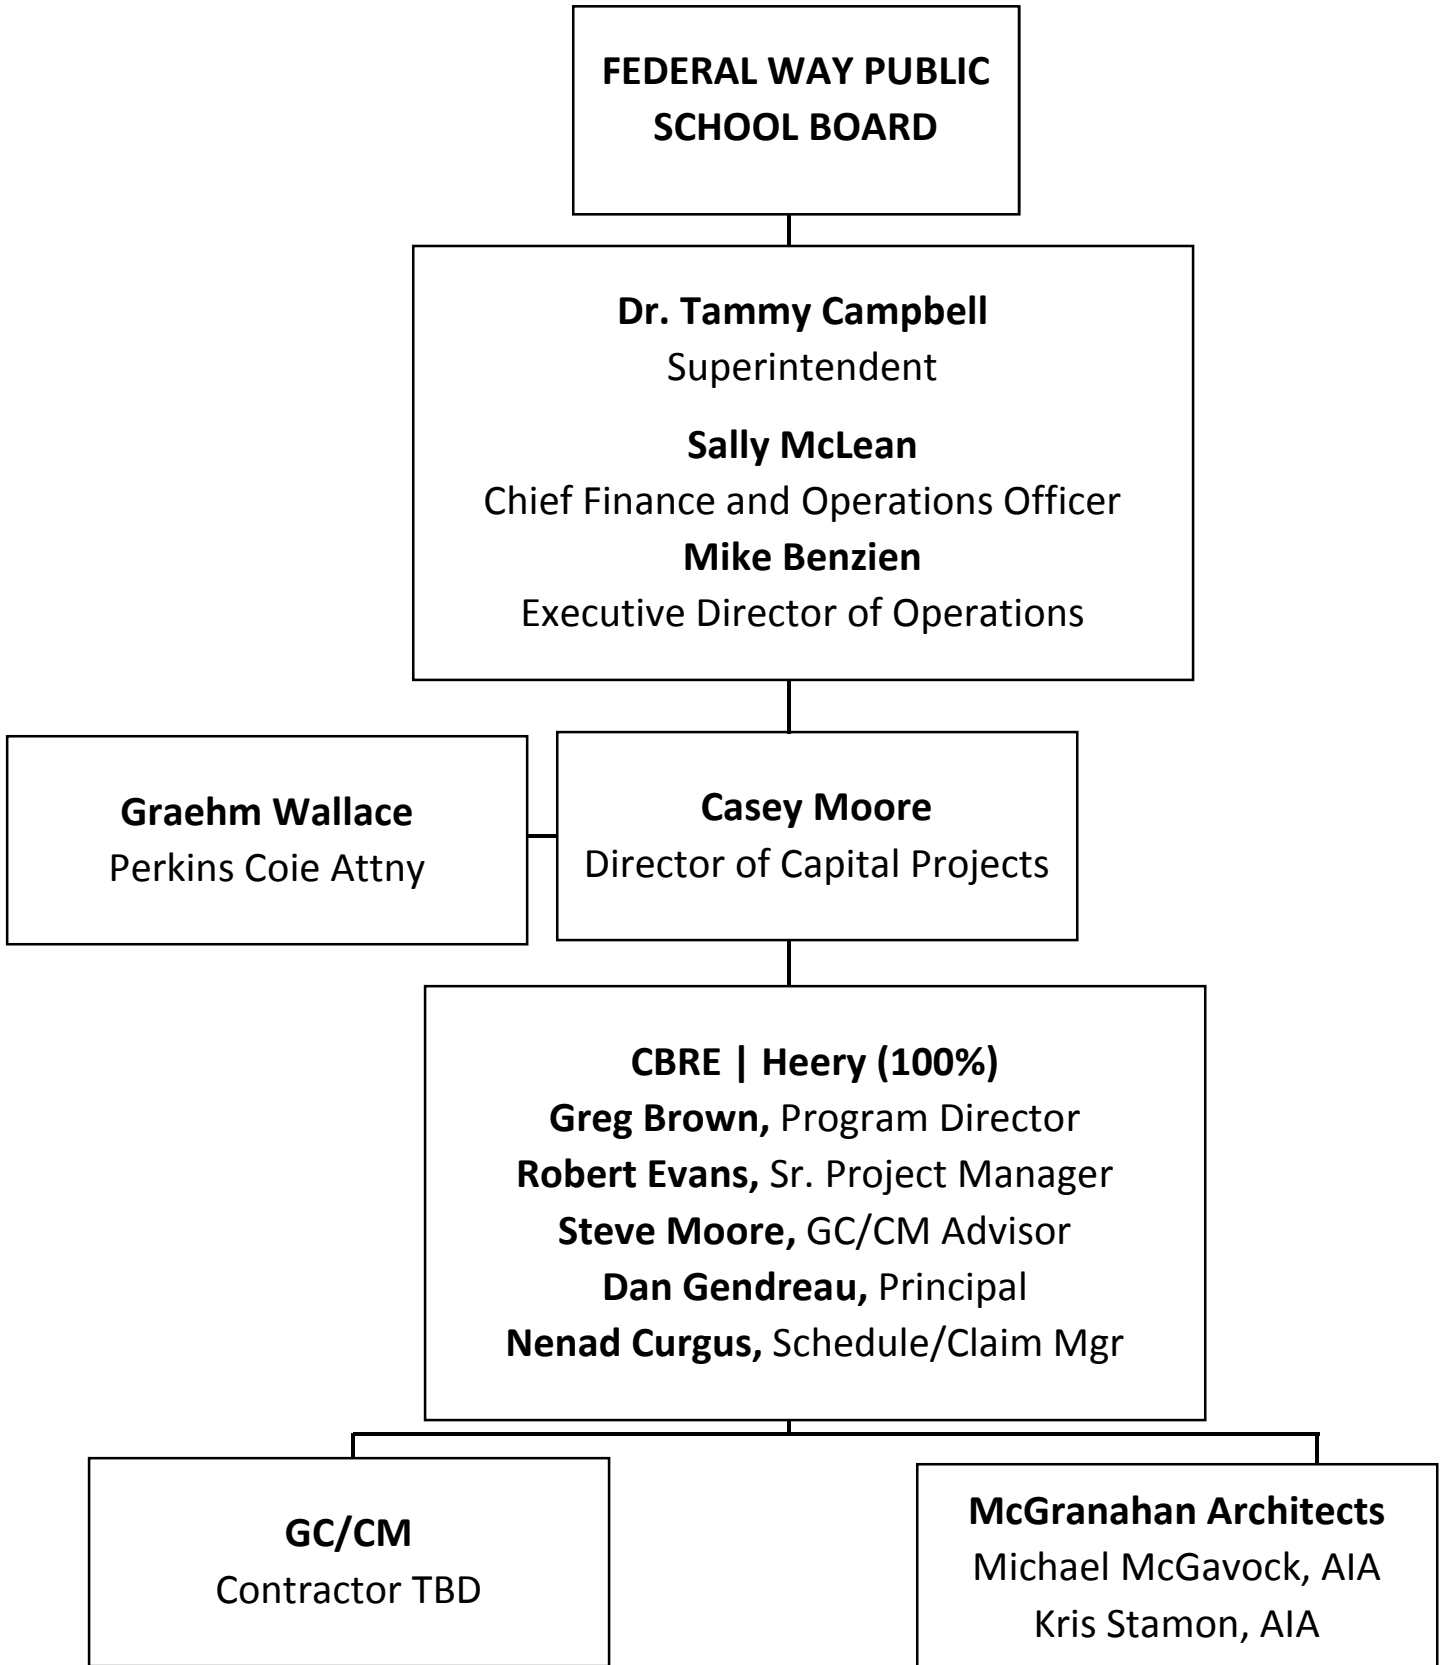 FEDERAL WAY PUBLIC
SCHOOL BOARD
Dr. Tammy Campbell
Superintendent
Sally McLean
Chief Finance and Operations Officer
Mike Benzien
Executive Director of Operations
Graehm Wallace
Perkins Coie Attny
Casey Moore
Director of Capital Projects
CBRE | Heery (100%)
Greg Brown, Program Director
Robert Evans, Sr. Project Manager
Steve Moore, GC/CM Advisor
Dan Gendreau, Principal
Nenad Curgus, Schedule/Claim Mgr
GC/CM
Contractor TBD
McGranahan Architects
Michael McGavock, AIA
Kris Stamon, AIA